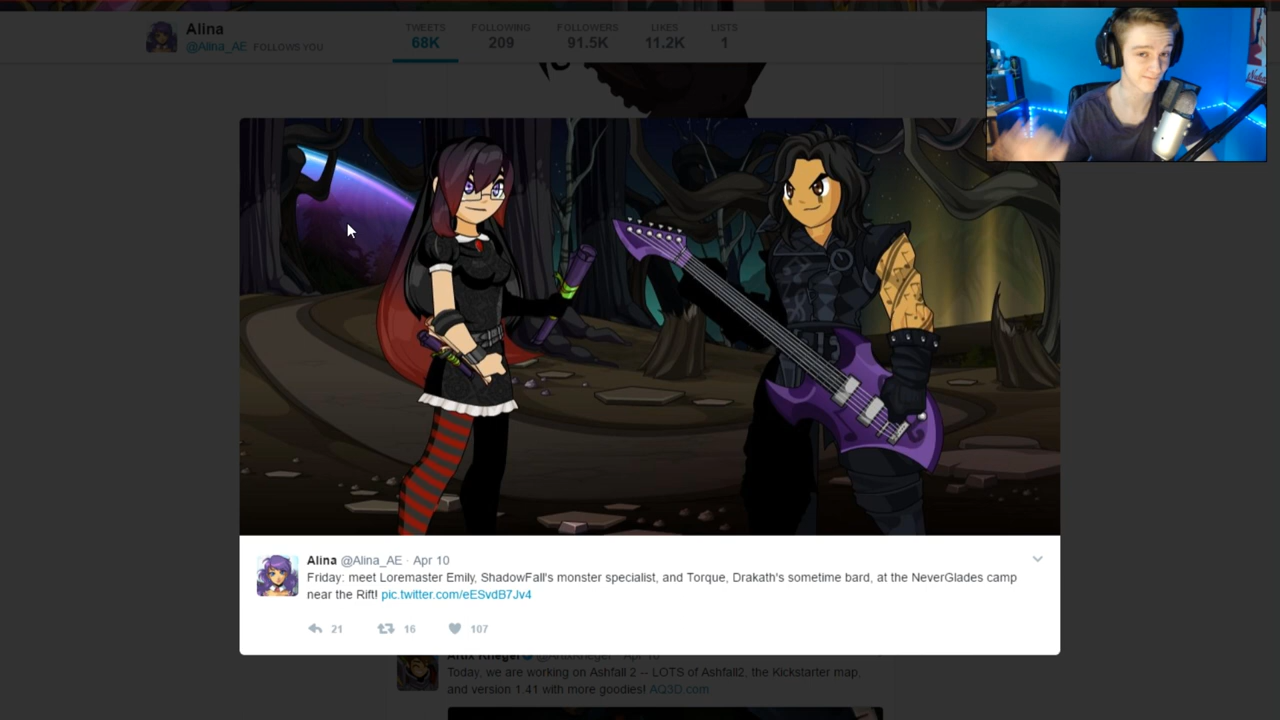 Alina
@Alina_AE FOLLOWS YOU
TWEETS
68K
FOLLOWING
209
FOLLOWERS
91.5K
LIKES
11.2K
LISTS
1
Alina @Alina_AE · Apr 10
Friday: meet Loremaster Emily, ShadowFall's monster specialist, and Torque, Drakath's sometime bard, at the NeverGlades camp
near the Rift! pic.twitter.com/eESvdB7Jv4
21
16
107
Artix Krieger
Today, we are working on Ashfall 2 -- LOTS of Ashfall2, the Kickstarter map,
and version 1.41 with more goodies! AQ3D.com